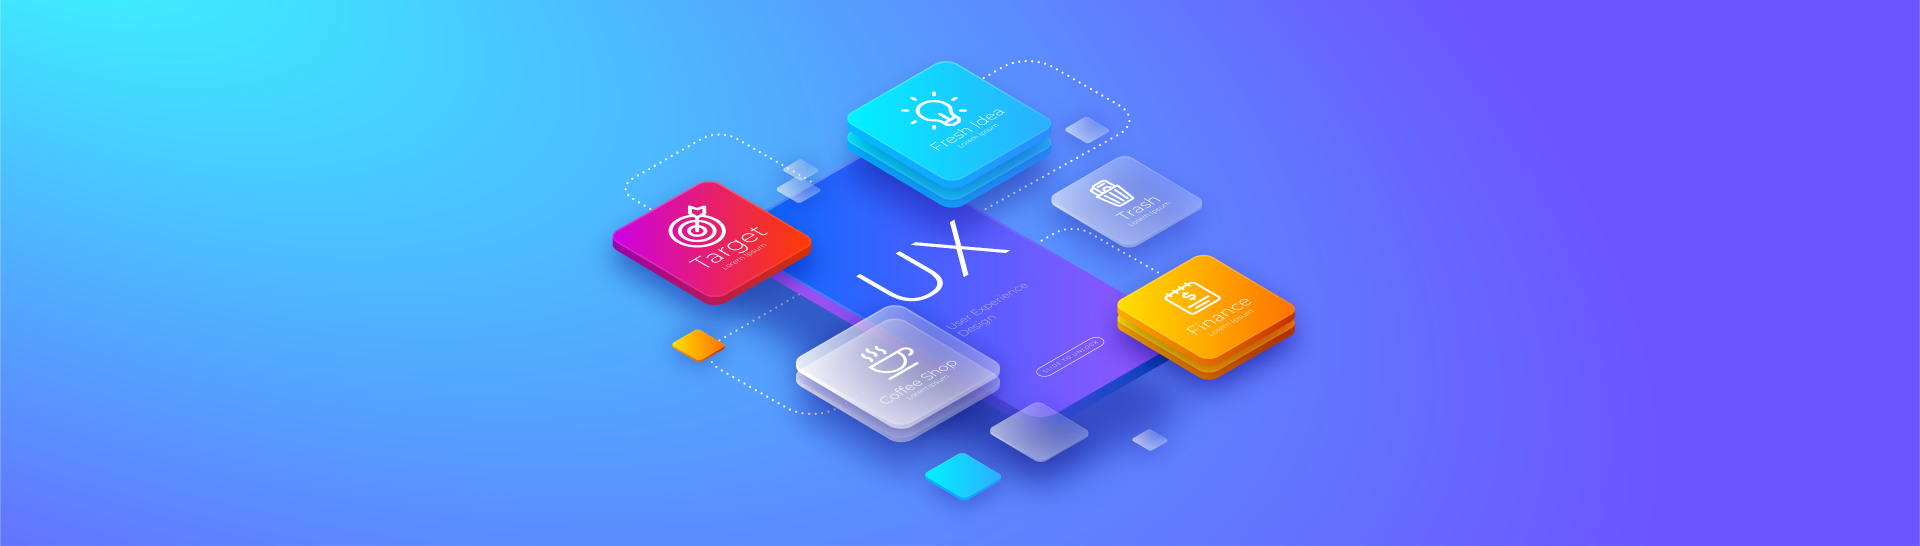 Fresh Idea
Lorem Ipsum
Trash
Lorem Ipsum
Target
Lorem Ipsum
UX
User Experience
Design
Finance
Lorem Ipsum
SLIDE TO UNLOCK
Coffee Shop
Lorem Ipsum